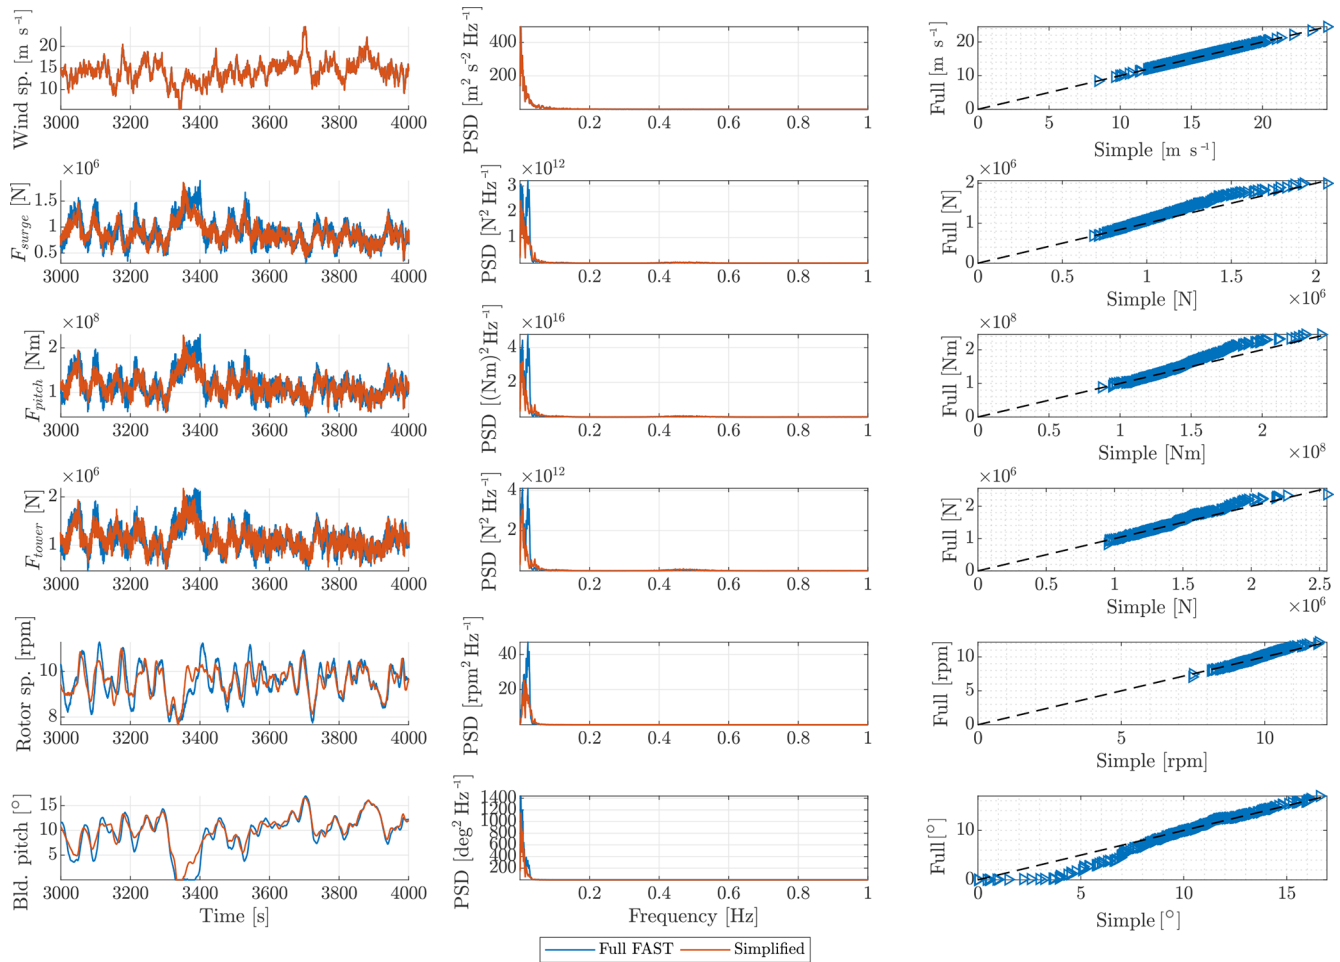 Wind sp. [m s⁻¹]
20
15
10
3000 3200 3400 3600 3800 4000
PSD [m² s⁻² Hz⁻¹]
400
200
0.2 0.4 0.6 0.8 1
Full [m s⁻¹]
20
10
0
0 5 10 15 20
Simple [m s⁻¹]
×10⁶
F_surge [N]
1.5
1
0.5
3000 3200 3400 3600 3800 4000
×10¹²
PSD [N² Hz⁻¹]
3
2
1
0.2 0.4 0.6 0.8 1
×10⁶
Full [N]
2
1
0
0 0.5 1 1.5 2
Simple [N] ×10⁶
×10⁸
F_pitch [Nm]
2
1
3000 3200 3400 3600 3800 4000
×10¹⁶
PSD [(Nm)² Hz⁻¹]
4
2
0.2 0.4 0.6 0.8 1
×10⁸
Full [Nm]
2
1
0
0 0.5 1 1.5 2
Simple [Nm] ×10⁸
×10⁶
F_tower [N]
2
1
3000 3200 3400 3600 3800 4000
×10¹²
PSD [N² Hz⁻¹]
4
2
0.2 0.4 0.6 0.8 1
×10⁶
Full [N]
2
1
0
0 0.5 1 1.5 2 2.5
Simple [N] ×10⁶
Rotor sp. [rpm]
10
8
3000 3200 3400 3600 3800 4000
PSD [rpm² Hz⁻¹]
40
20
0.2 0.4 0.6 0.8 1
Full [rpm]
10
5
0
0 5 10
Simple [rpm]
Bld. pitch [°]
15
10
5
3000 3200 3400 3600 3800 4000
Time [s]
PSD [deg² Hz⁻¹]
1400
1200
1000
800
600
400
200
0.2 0.4 0.6 0.8 1
Frequency [Hz]
Full [°]
10
0
0 5 10 15
Simple [°]
Full FAST Simplified